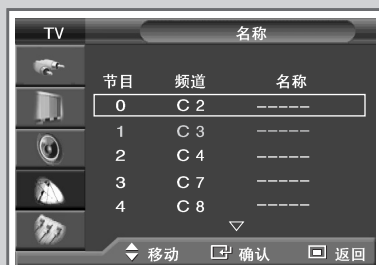 TV 名称
节目 频道 名称
0 C 2 -----
1 C 3 -----
2 C 4 -----
3 C 7 -----
4 C 8 -----
移动 确认 返回